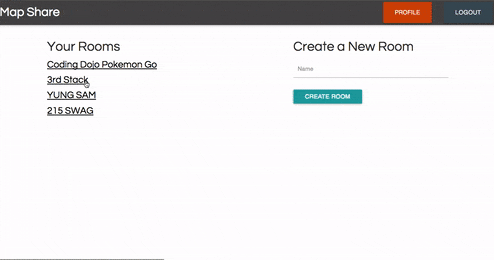 Map Share
PROFILE
LOGOUT
Your Rooms
Coding Dojo Pokemon Go
3rd Stack
YUNG SAM
215 SWAG
Create a New Room
Name
CREATE ROOM